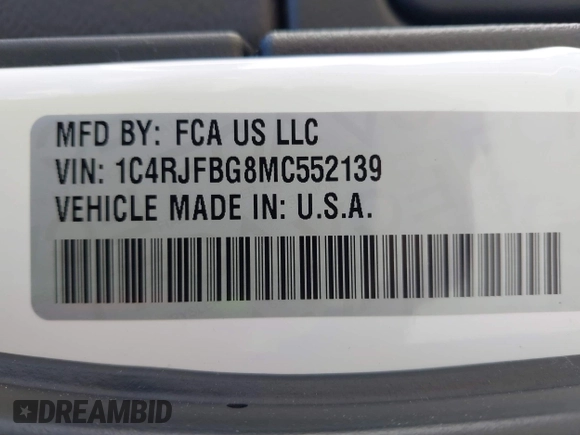 MFD BY: FCA US LLC
VIN: 1C4RJFBG8MC552139
VEHICLE MADE IN: U.S.A.
DREAMBID